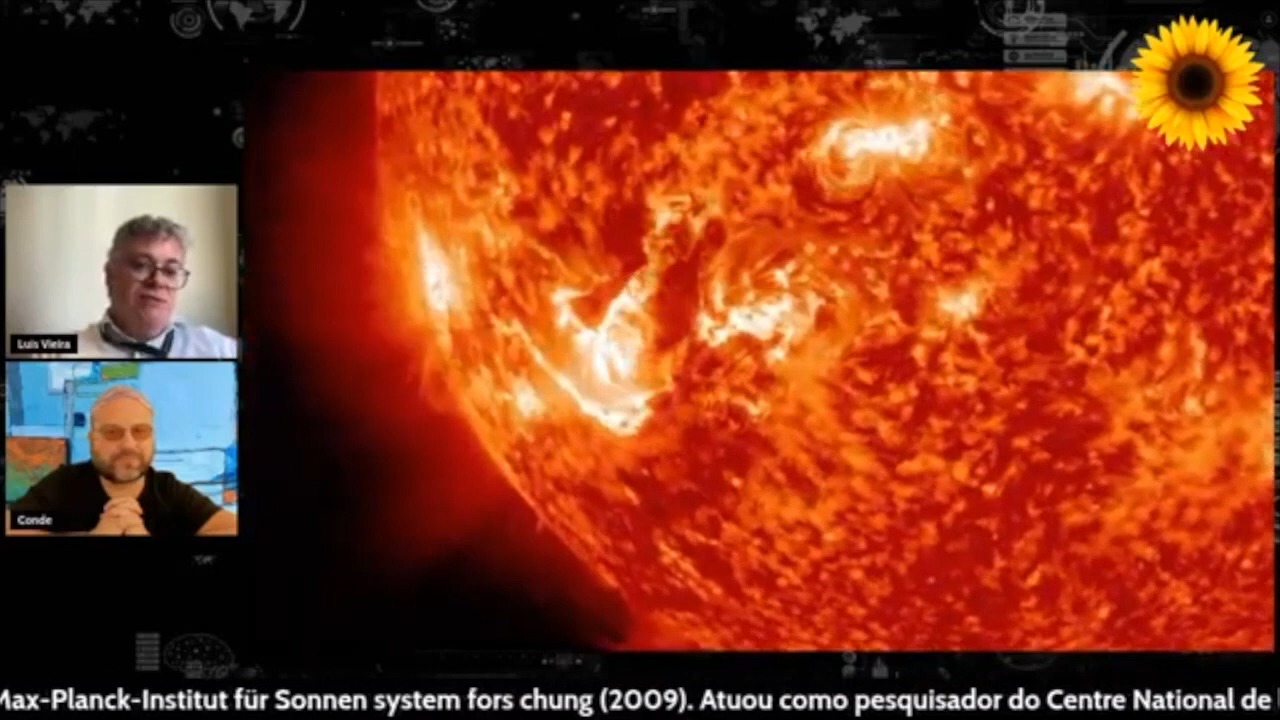 Luis Vieira
Conde
Max-Planck-Institut für Sonnen system fors chung (2009). Atuou como pesquisador do Centre National de